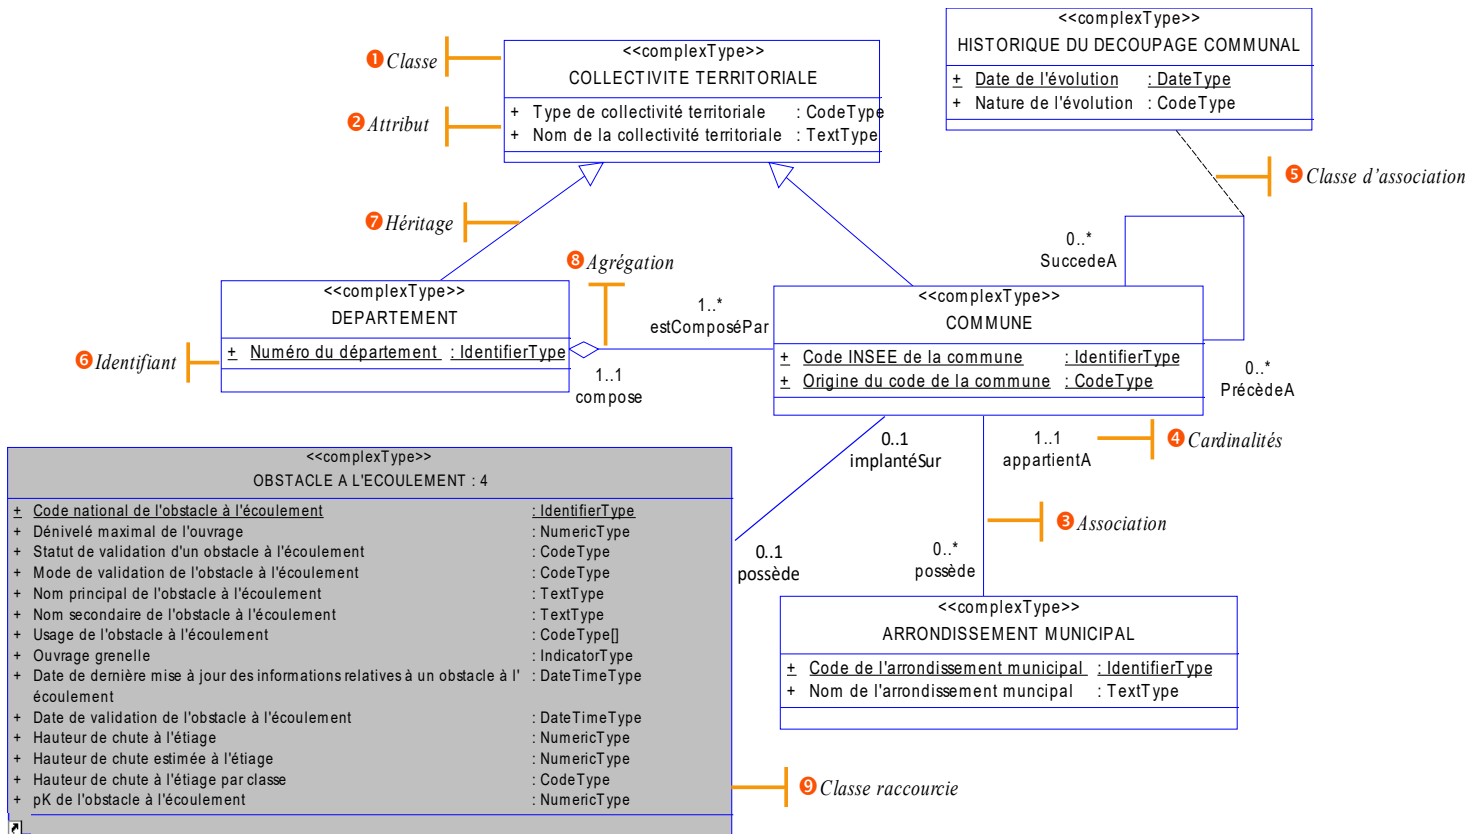 <<complexType>>
HISTORIQUE DU DECOUPAGE COMMUNAL
+ Date de l'évolution : DateType
+ Nature de l'évolution : CodeType
<<complexType>>
COLLECTIVITE TERRITORIALE
+ Type de collectivité territoriale : CodeType
+ Nom de la collectivité territoriale : TextType
❶ Classe
❷ Attribut
❺ Classe d'association
❼ Héritage
0..*
SuccedeA
❽ Agrégation
<<complexType>>
DEPARTEMENT
+ Numéro du département : IdentifierType
❻ Identifiant
1..*
estComposéPar
1..1
compose
<<complexType>>
COMMUNE
+ Code INSEE de la commune : IdentifierType
+ Origine du code de la commune : CodeType
0..*
PrécèdeA
0..1
implantéSur
1..1
appartientA
❹ Cardinalités
<<complexType>>
OBSTACLE A L'ECOULEMENT : 4
+ Code national de l'obstacle à l'écoulement : IdentifierType
+ Dénivelé maximal de l'ouvrage : NumericType
+ Statut de validation d'un obstacle à l'écoulement : CodeType
+ Mode de validation de l'obstacle à l'écoulement : CodeType
+ Nom principal de l'obstacle à l'écoulement : TextType
+ Nom secondaire de l'obstacle à l'écoulement : TextType
+ Usage de l'obstacle à l'écoulement : CodeType[]
+ Ouvrage grenelle : IndicatorType
+ Date de dernière mise à jour des informations relatives à un obstacle à l' : DateTimeType
écoulement
+ Date de validation de l'obstacle à l'écoulement : DateTimeType
+ Hauteur de chute à l'étiage : NumericType
+ Hauteur de chute estimée à l'étiage : NumericType
+ Hauteur de chute à l'étiage par classe : CodeType
+ pK de l'obstacle à l'écoulement : NumericType
❸ Association
0..1
possède
0..*
possède
<<complexType>>
ARRONDISSEMENT MUNICIPAL
+ Code de l'arrondissement municipal : IdentifierType
+ Nom de l'arrondissement muncipal : TextType
❾ Classe raccourcie